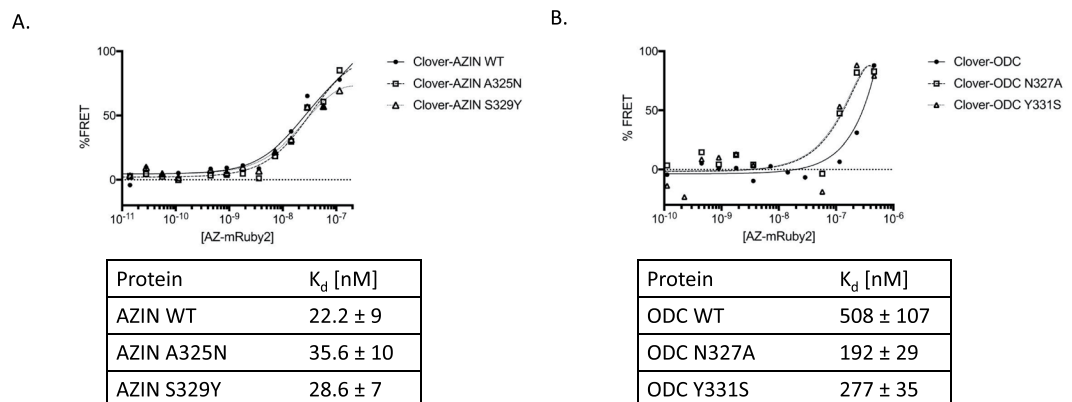 A.
100
50
0
%FRET
10⁻¹¹ 10⁻¹⁰ 10⁻⁹ 10⁻⁸ 10⁻⁷
[AZ-mRuby2]
Clover-AZIN WT
Clover-AZIN A325N
Clover-AZIN S329Y
Protein Kd [nM]
AZIN WT 22.2 ± 9
AZIN A325N 35.6 ± 10
AZIN S329Y 28.6 ± 7
B.
100
50
0
% FRET
10⁻¹⁰ 10⁻⁹ 10⁻⁸ 10⁻⁷ 10⁻⁶
[AZ-mRuby2]
Clover-ODC
Clover-ODC N327A
Clover-ODC Y331S
Protein Kd [nM]
ODC WT 508 ± 107
ODC N327A 192 ± 29
ODC Y331S 277 ± 35